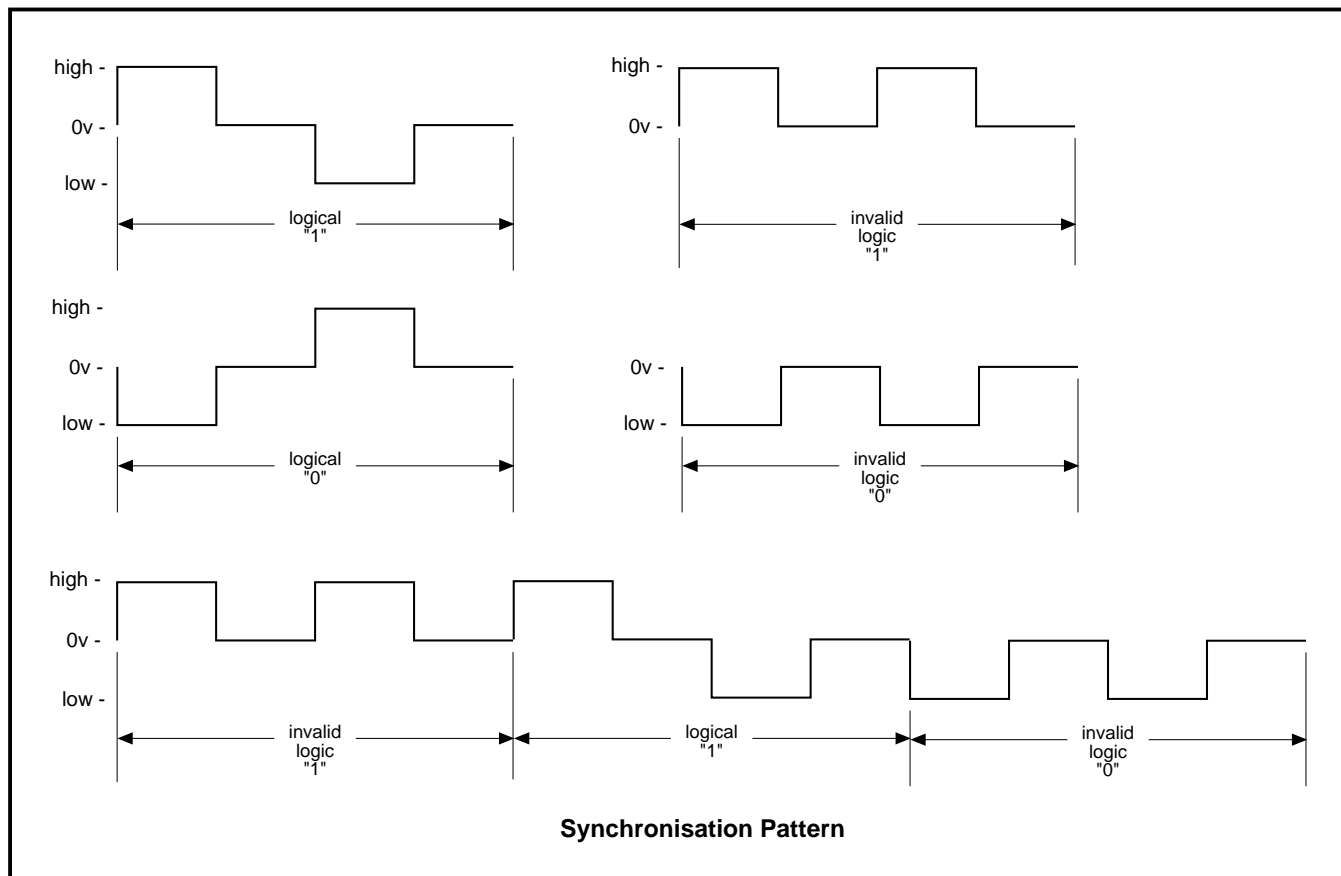 high -
0v -
low -
logical
"1"
high -
0v -
invalid
logic
"1"
high -
0v -
low -
logical
"0"
0v -
low -
invalid
logic
"0"
high -
0v -
low -
invalid
logic
"1"
logical
"1"
invalid
logic
"0"
Synchronisation Pattern